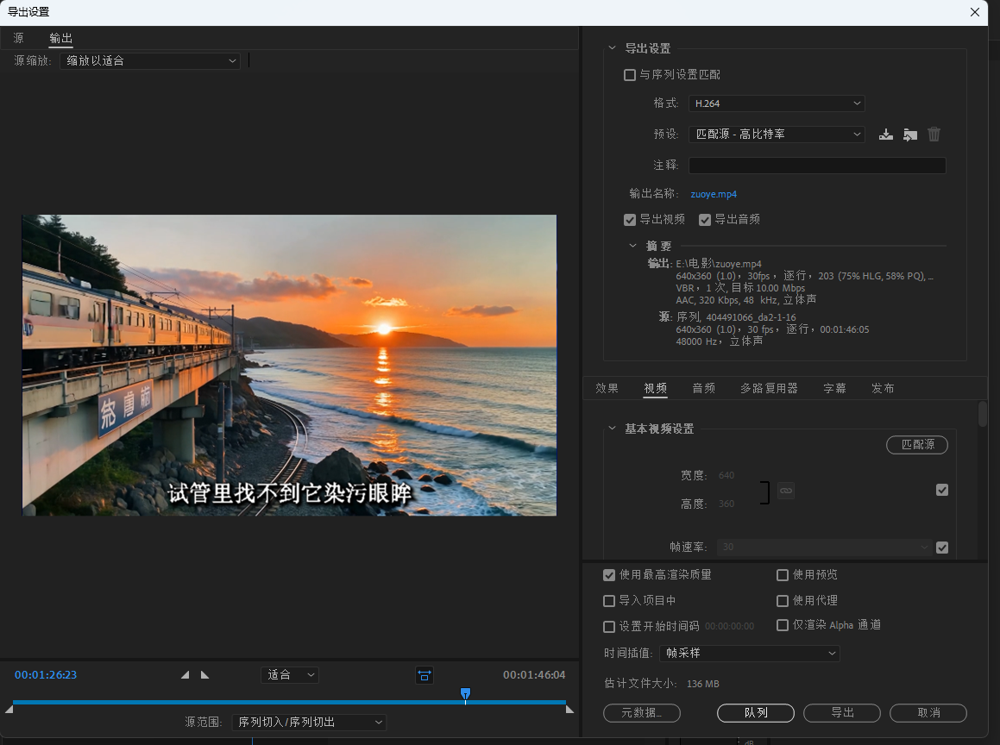 导出设置
源 输出
源缩放: 缩放以适合
试管里找不到它染污眼眸
00:01:26:23 适合 00:01:46:04
源范围: 序列切入/序列切出
导出设置
与序列设置匹配
格式: H.264
预设: 匹配源 - 高比特率
注释:
输出名称: zuoye.mp4
导出视频 导出音频
摘要
输出: E:\电影\zuoye.mp4
640x360 (1.0), 30fps, 逐行, 203 (75% HLG, 58% PQ), ...
VBR, 1 次, 目标 10.00 Mbps
AAC, 320 Kbps, 48 kHz, 立体声
源: 序列, 404491066_da2-1-16
640x360 (1.0), 30 fps, 逐行, 00:01:46:05
48000 Hz, 立体声
效果 视频 音频 多路复用器 字幕 发布
基本视频设置
匹配源
宽度: 640
高度: 360
帧速率: 30
使用最高渲染质量 使用预览
导入项目中 使用代理
设置开始时间码 00:00:00:00 仅渲染 Alpha 通道
时间插值: 帧采样
估计文件大小: 136 MB
元数据... 队列 导出 取消
dB